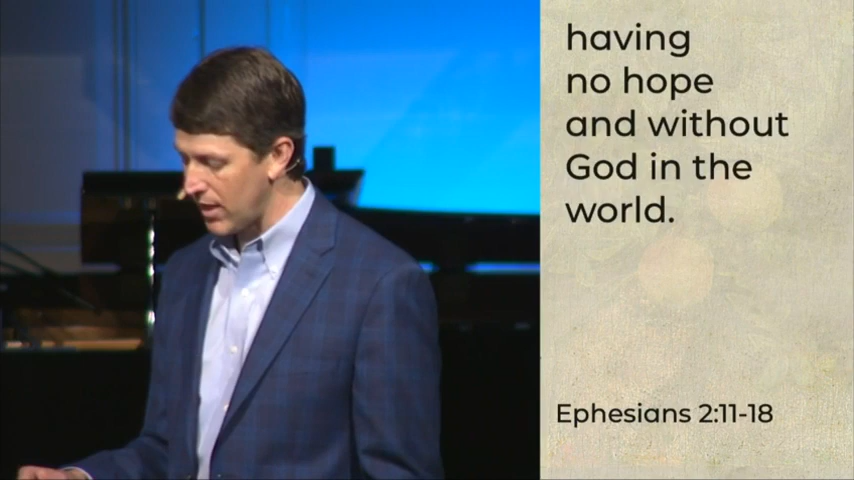 having
no hope
and without
God in the
world.
Ephesians 2:11-18